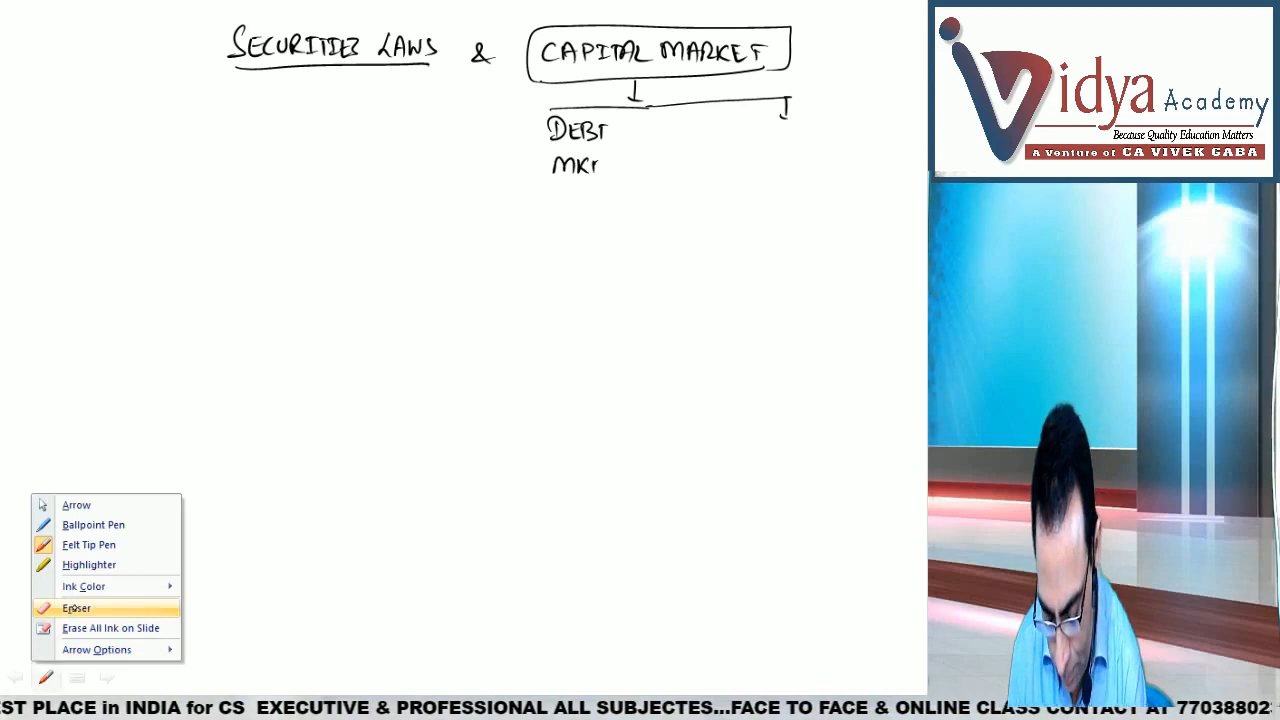 SECURITIES LAWS & CAPITAL MARKET
DEBT
MKT
Vidya Academy
Because Quality Education Matters
A Venture of CA VIVEK GABA
Arrow
Ballpoint Pen
Felt Tip Pen
Highlighter
Ink Color
Eraser
Erase All Ink on Slide
Arrow Options
EST PLACE in INDIA for CS EXECUTIVE & PROFESSIONAL ALL SUBJECTES...FACE TO FACE & ONLINE CLASS CONTACT AT 77038802